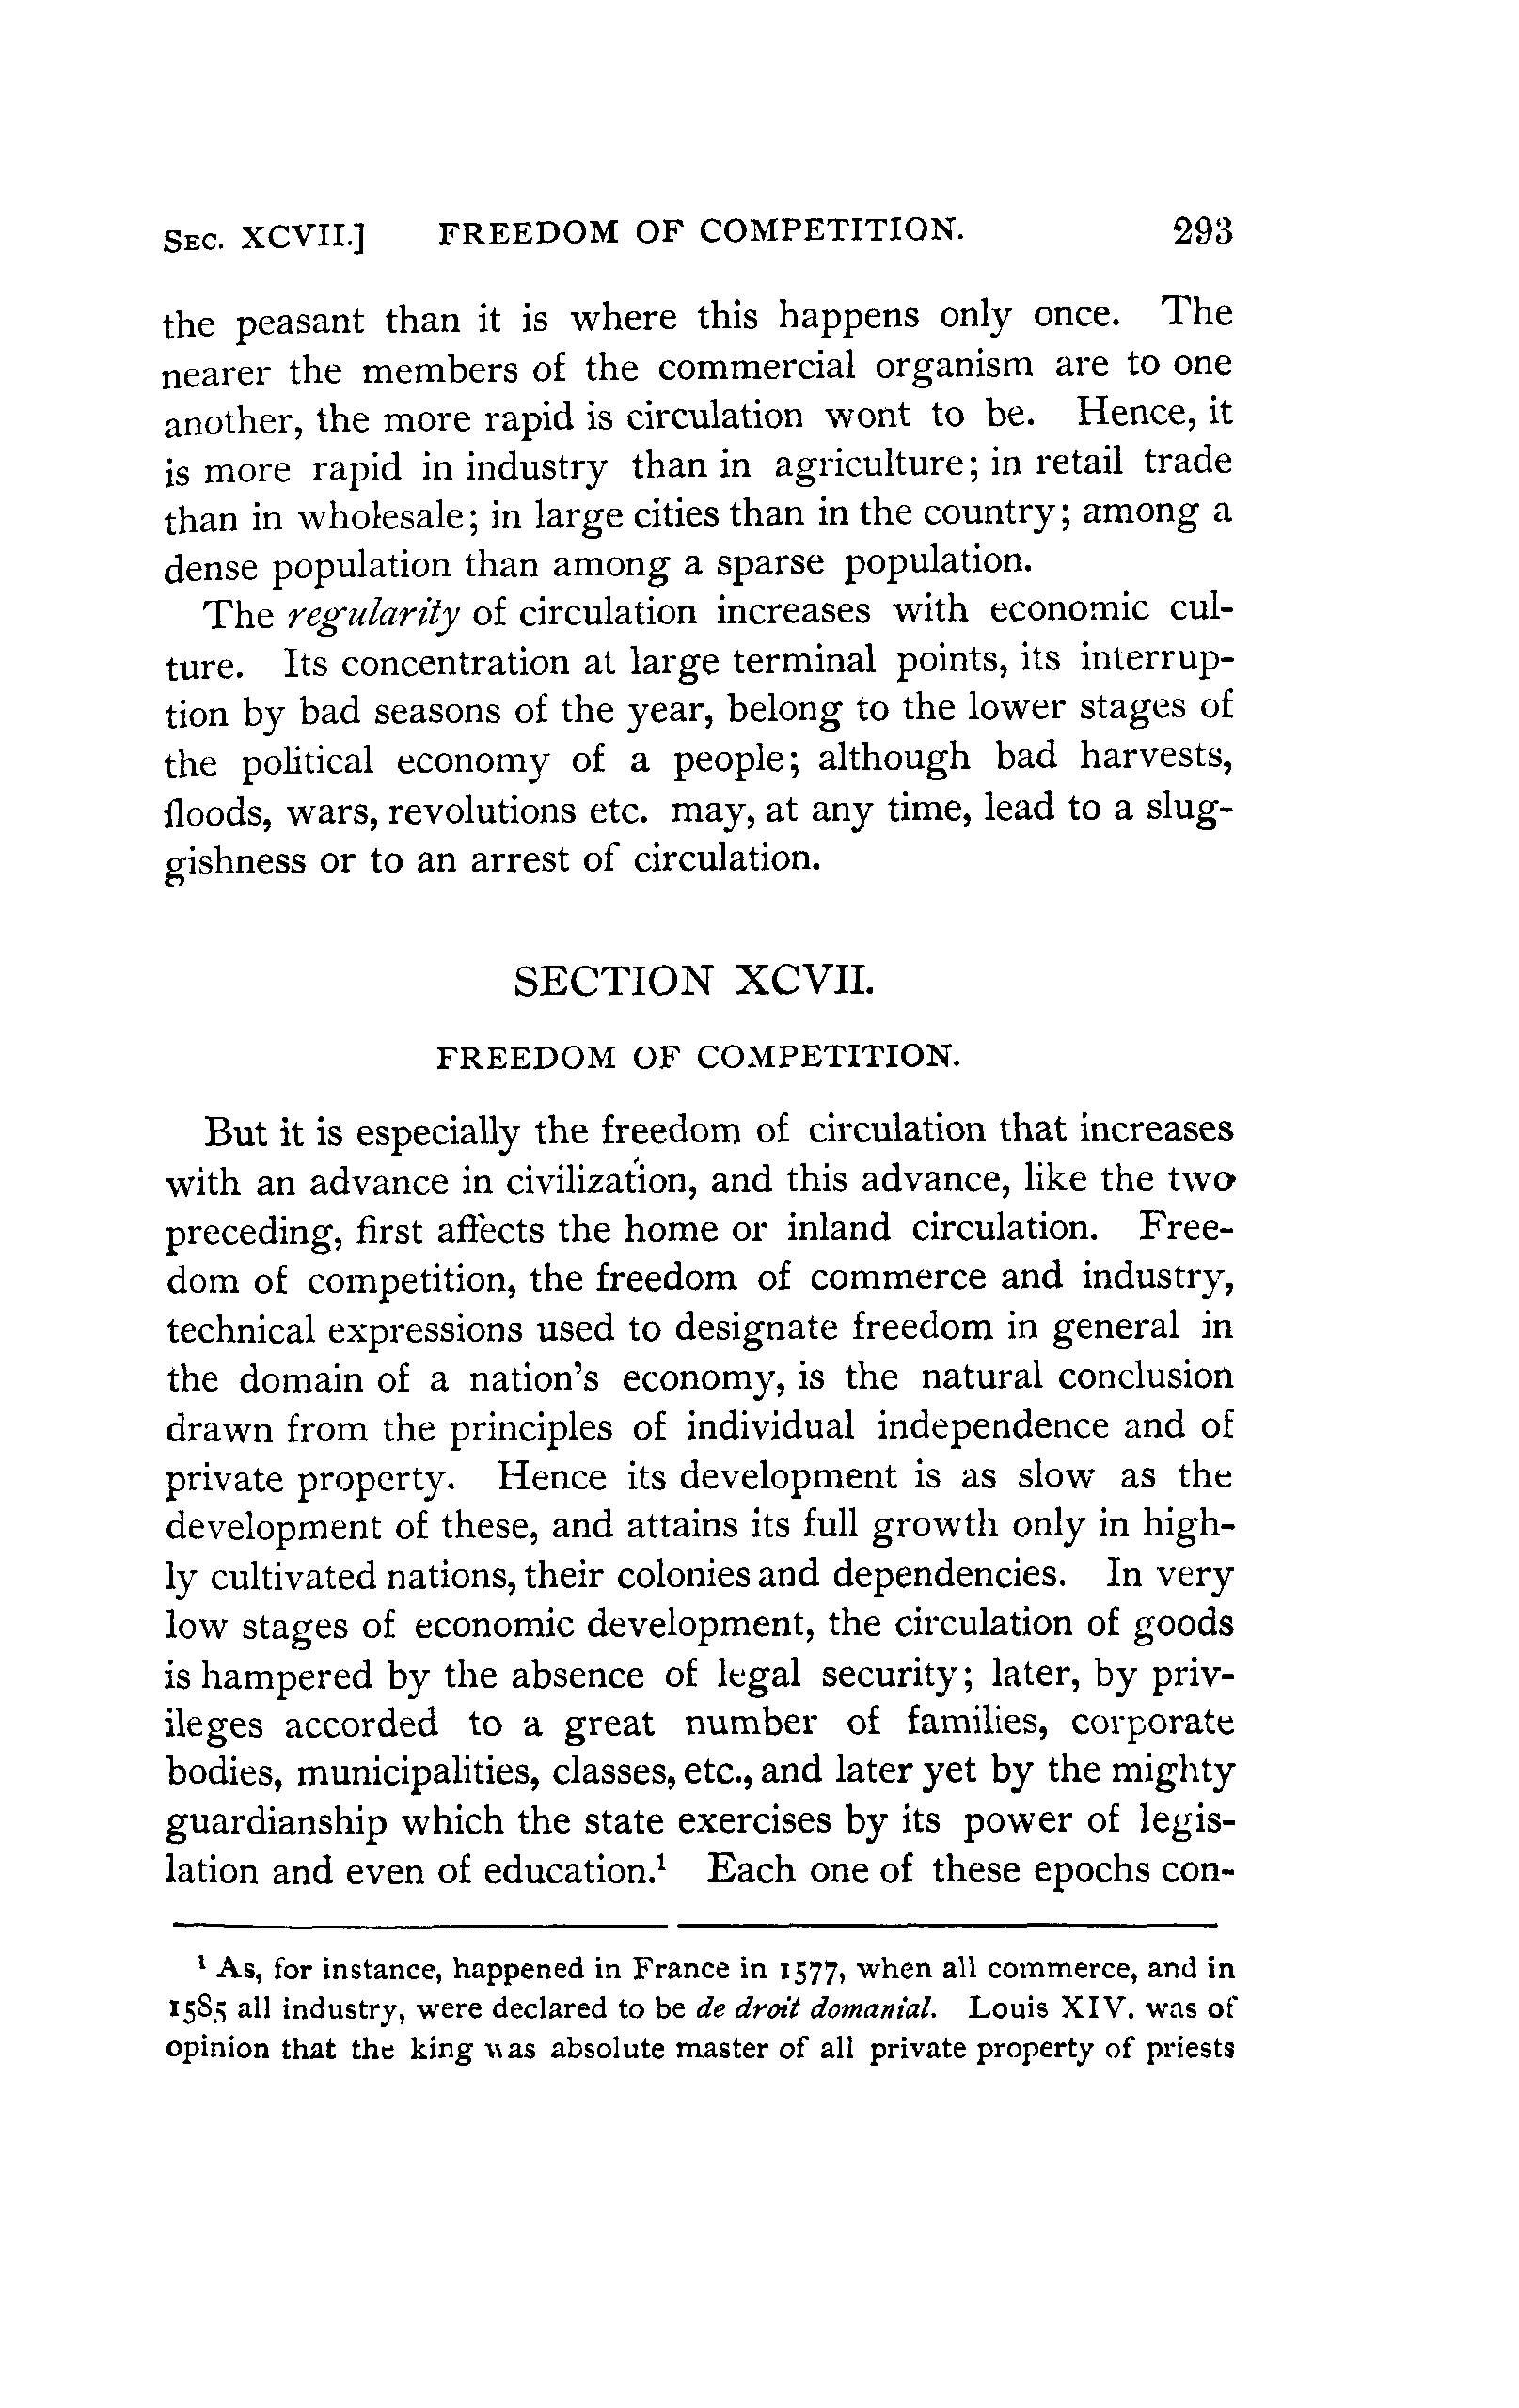 SEC. XCVII.] FREEDOM OF COMPETITION. 293
the peasant than it is where this happens only once. The
nearer the members of the commercial organism are to one
another, the more rapid is circulation wont to be. Hence, it
is more rapid in industry than in agriculture; in retail trade
than in wholesale; in large cities than in the country; among a
dense population than among a sparse population.
The regularity of circulation increases with economic cul-
ture. Its concentration at large terminal points, its interrup-
tion by bad seasons of the year, belong to the lower stages of
the political economy of a people; although bad harvests,
floods, wars, revolutions etc. may, at any time, lead to a slug-
gishness or to an arrest of circulation.
SECTION XCVII.
FREEDOM OF COMPETITION.
But it is especially the freedom of circulation that increases
with an advance in civilization, and this advance, like the two
preceding, first affects the home or inland circulation. Free-
dom of competition, the freedom of commerce and industry,
technical expressions used to designate freedom in general in
the domain of a nation's economy, is the natural conclusion
drawn from the principles of individual independence and of
private property. Hence its development is as slow as the
development of these, and attains its full growth only in high-
ly cultivated nations, their colonies and dependencies. In very
low stages of economic development, the circulation of goods
is hampered by the absence of legal security; later, by priv-
ileges accorded to a great number of families, corporate
bodies, municipalities, classes, etc., and later yet by the mighty
guardianship which the state exercises by its power of legis-
lation and even of education.¹ Each one of these epochs con-
¹ As, for instance, happened in France in 1577, when all commerce, and in
1585 all industry, were declared to be de droit domanial. Louis XIV. was of
opinion that the king was absolute master of all private property of priests